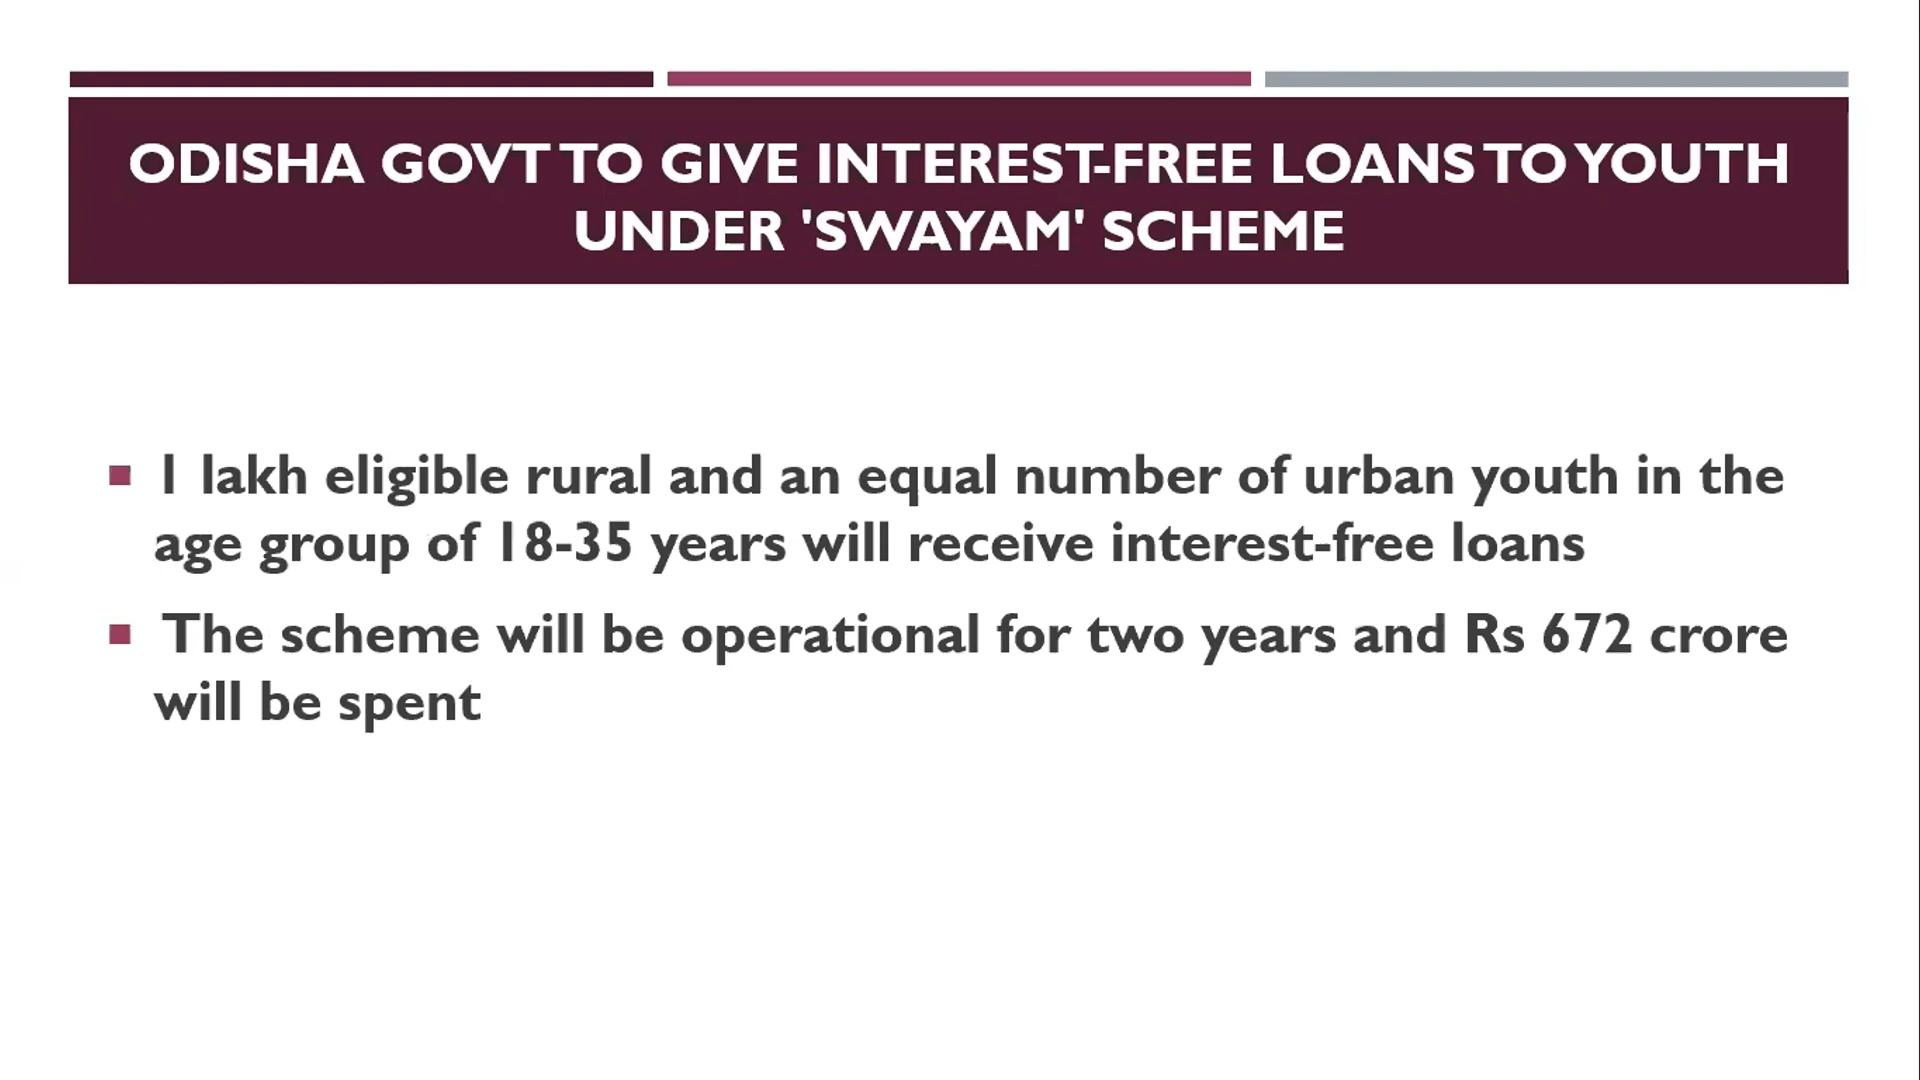 ODISHA GOVT TO GIVE INTEREST-FREE LOANS TO YOUTH
UNDER 'SWAYAM' SCHEME
1 lakh eligible rural and an equal number of urban youth in the
age group of 18-35 years will receive interest-free loans
The scheme will be operational for two years and Rs 672 crore
will be spent